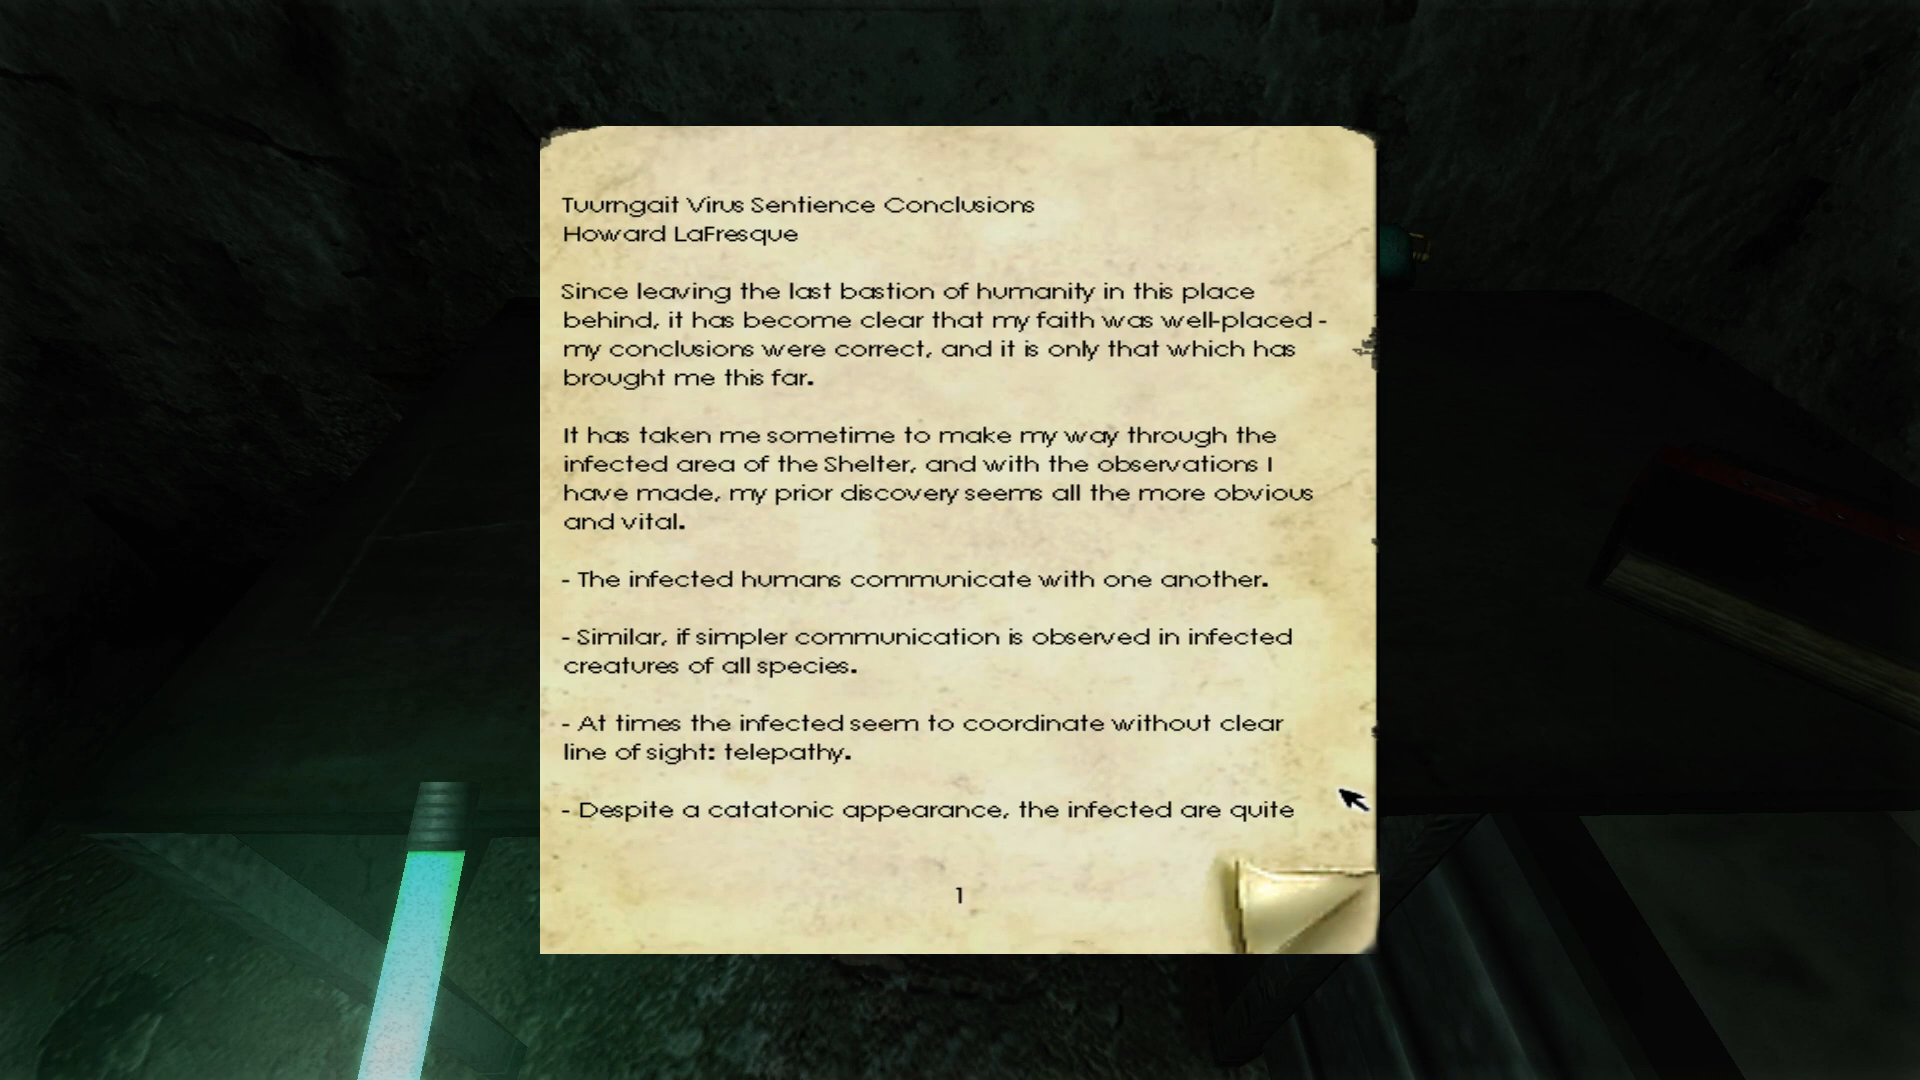 Tuurngait Virus Sentience Conclusions
Howard LaFresque
Since leaving the last bastion of humanity in this place
behind, it has become clear that my faith was well-placed -
my conclusions were correct, and it is only that which has
brought me this far.
It has taken me sometime to make my way through the
infected area of the Shelter, and with the observations I
have made, my prior discovery seems all the more obvious
and vital.
- The infected humans communicate with one another.
- Similar, if simpler communication is observed in infected
creatures of all species.
- At times the infected seem to coordinate without clear
line of sight: telepathy.
- Despite a catatonic appearance, the infected are quite
1